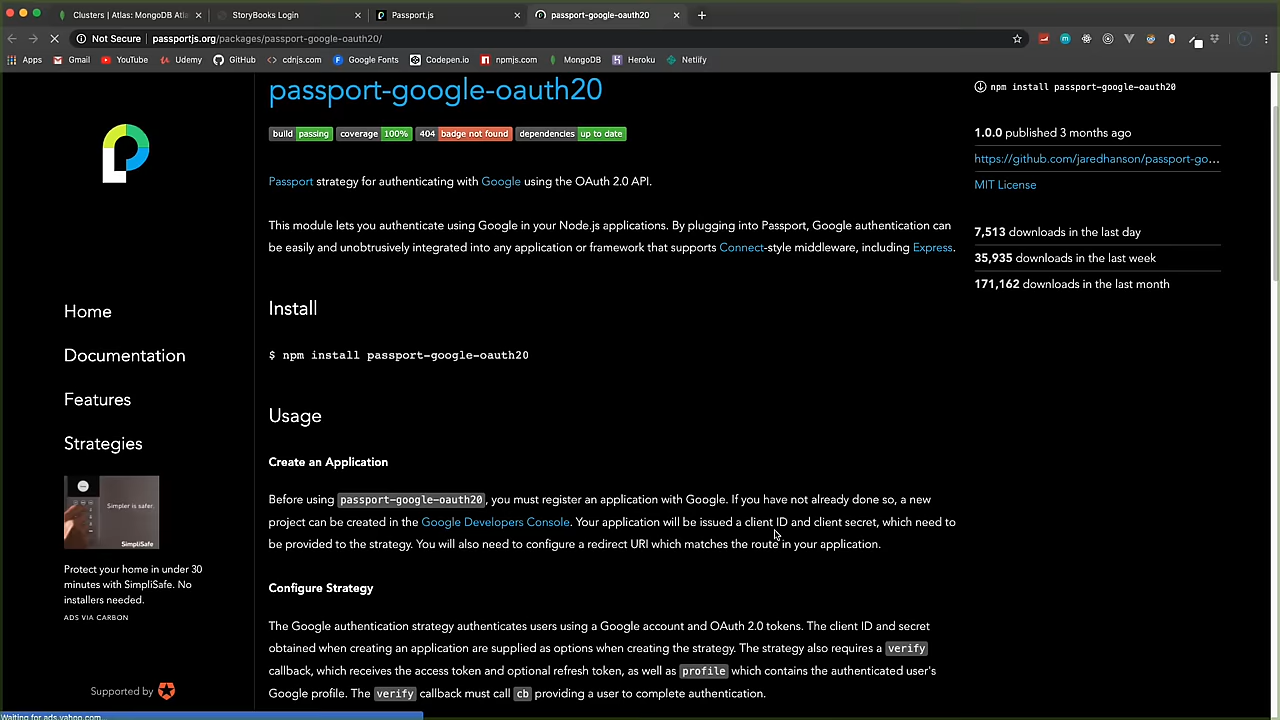 Clusters | Atlas: MongoDB Atla
StoryBooks Login
Passport.js
passport-google-oauth20
Not Secure
passportjs.org/packages/passport-google-oauth20/
Apps
Gmail
YouTube
Udemy
GitHub
cdnjs.com
Google Fonts
Codepen.io
npmjs.com
MongoDB
Heroku
Netlify
passport-google-oauth20
build passing
coverage 100%
404 badge not found
dependencies up to date
Passport strategy for authenticating with Google using the OAuth 2.0 API.
This module lets you authenticate using Google in your Node.js applications. By plugging into Passport, Google authentication can
be easily and unobtrusively integrated into any application or framework that supports Connect-style middleware, including Express.
Install
$ npm install passport-google-oauth20
Usage
Create an Application
Before using passport-google-oauth20, you must register an application with Google. If you have not already done so, a new
project can be created in the Google Developers Console. Your application will be issued a client ID and client secret, which need to
be provided to the strategy. You will also need to configure a redirect URI which matches the route in your application.
Configure Strategy
The Google authentication strategy authenticates users using a Google account and OAuth 2.0 tokens. The client ID and secret
obtained when creating an application are supplied as options when creating the strategy. The strategy also requires a verify
callback, which receives the access token and optional refresh token, as well as profile which contains the authenticated user's
Google profile. The verify callback must call cb providing a user to complete authentication.
npm install passport-google-oauth20
1.0.0 published 3 months ago
https://github.com/jaredhanson/passport-go...
MIT License
7,513 downloads in the last day
35,935 downloads in the last week
171,162 downloads in the last month
Home
Documentation
Features
Strategies
Simpler is safer.
SimpliSafe
Protect your home in under 30
minutes with SimpliSafe. No
installers needed.
ADS VIA CARBON
Supported by
Waiting for ads.yahoo.com...